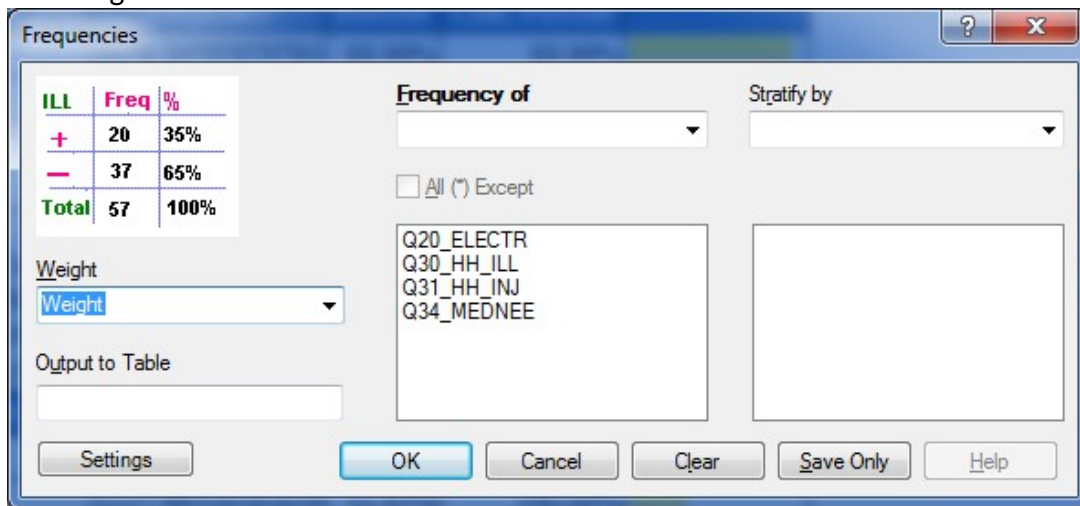 Frequencies
?
X
ILL Freq %
+ 20 35%
− 37 65%
Total 57 100%
Weight
Weight
Output to Table
Frequency of
All (*) Except
Q20_ELECTR
Q30_HH_ILL
Q31_HH_INJ
Q34_MEDNEE
Stratify by
Settings
OK
Cancel
Clear
Save Only
Help